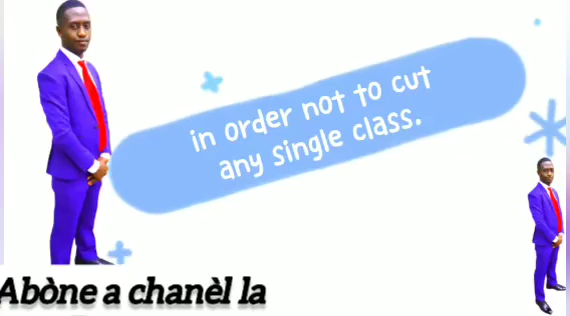 in order not to cut
any single class.
Abòne a chanèl la